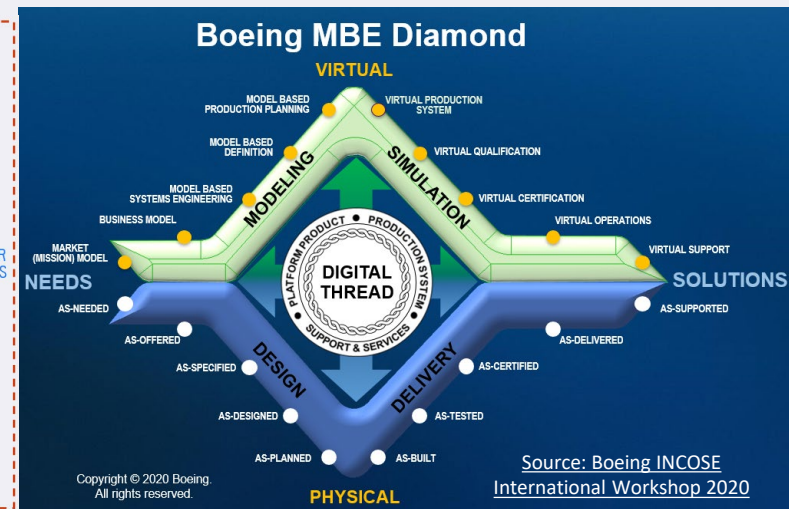 Boeing MBE Diamond
VIRTUAL
MODEL BASED
PRODUCTION PLANNING
VIRTUAL PRODUCTION
SYSTEM
MODEL BASED
DEFINITION
VIRTUAL QUALIFICATION
MODELING
SIMULATION
MODEL BASED
SYSTEMS ENGINEERING
VIRTUAL CERTIFICATION
BUSINESS MODEL
VIRTUAL OPERATIONS
MARKET
(MISSION) MODEL
VIRTUAL SUPPORT
R
S
NEEDS
PLATFORM PRODUCT • PRODUCTION SYSTEM • SUPPORT & SERVICES •
DIGITAL
THREAD
SOLUTIONS
AS-NEEDED
AS-SUPPORTED
AS-OFFERED
AS-DELIVERED
AS-SPECIFIED
AS-CERTIFIED
DESIGN
DELIVERY
AS-DESIGNED
AS-TESTED
AS-PLANNED
AS-BUILT
Copyright © 2020 Boeing.
All rights reserved.
PHYSICAL
Source: Boeing INCOSE
International Workshop 2020